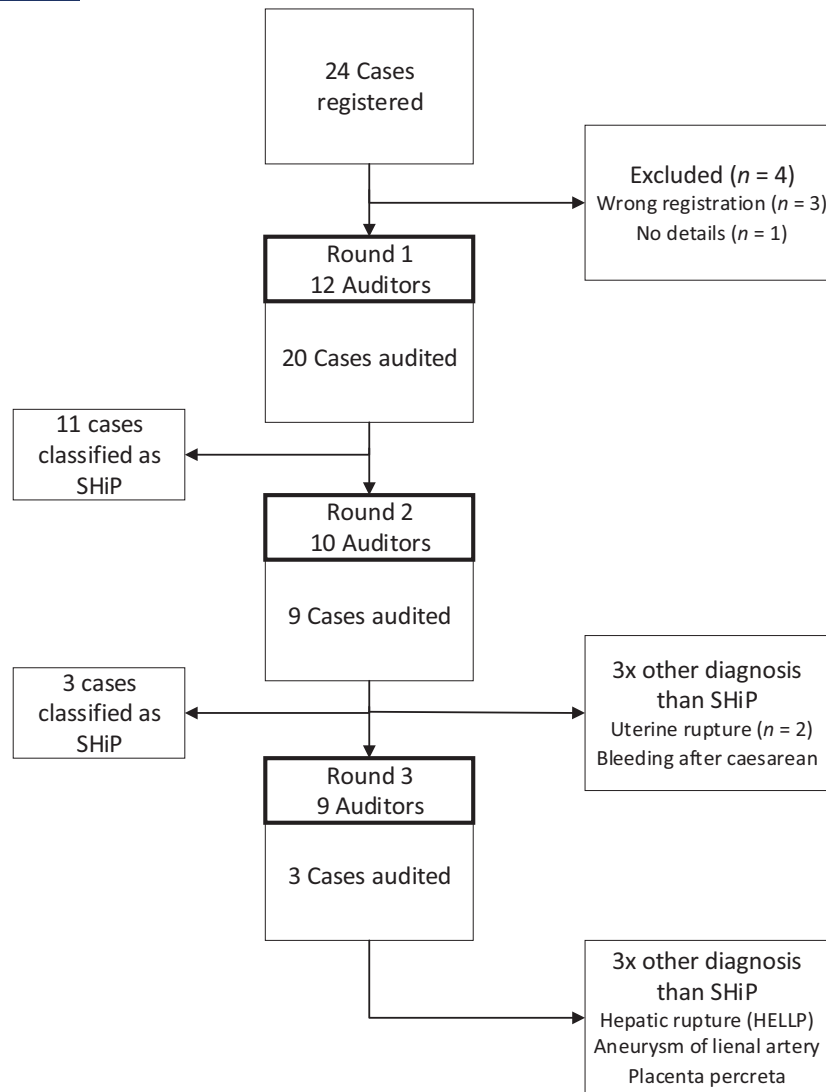 24 Cases
registered
Excluded (n = 4)
Wrong registration (n = 3)
No details (n = 1)
Round 1
12 Auditors
20 Cases audited
11 cases
classified as
SHiP
Round 2
10 Auditors
9 Cases audited
3 cases
classified as
SHiP
3x other diagnosis
than SHiP
Uterine rupture (n = 2)
Bleeding after caesarean
Round 3
9 Auditors
3 Cases audited
3x other diagnosis
than SHiP
Hepatic rupture (HELLP)
Aneurysm of lienal artery
Placenta percreta